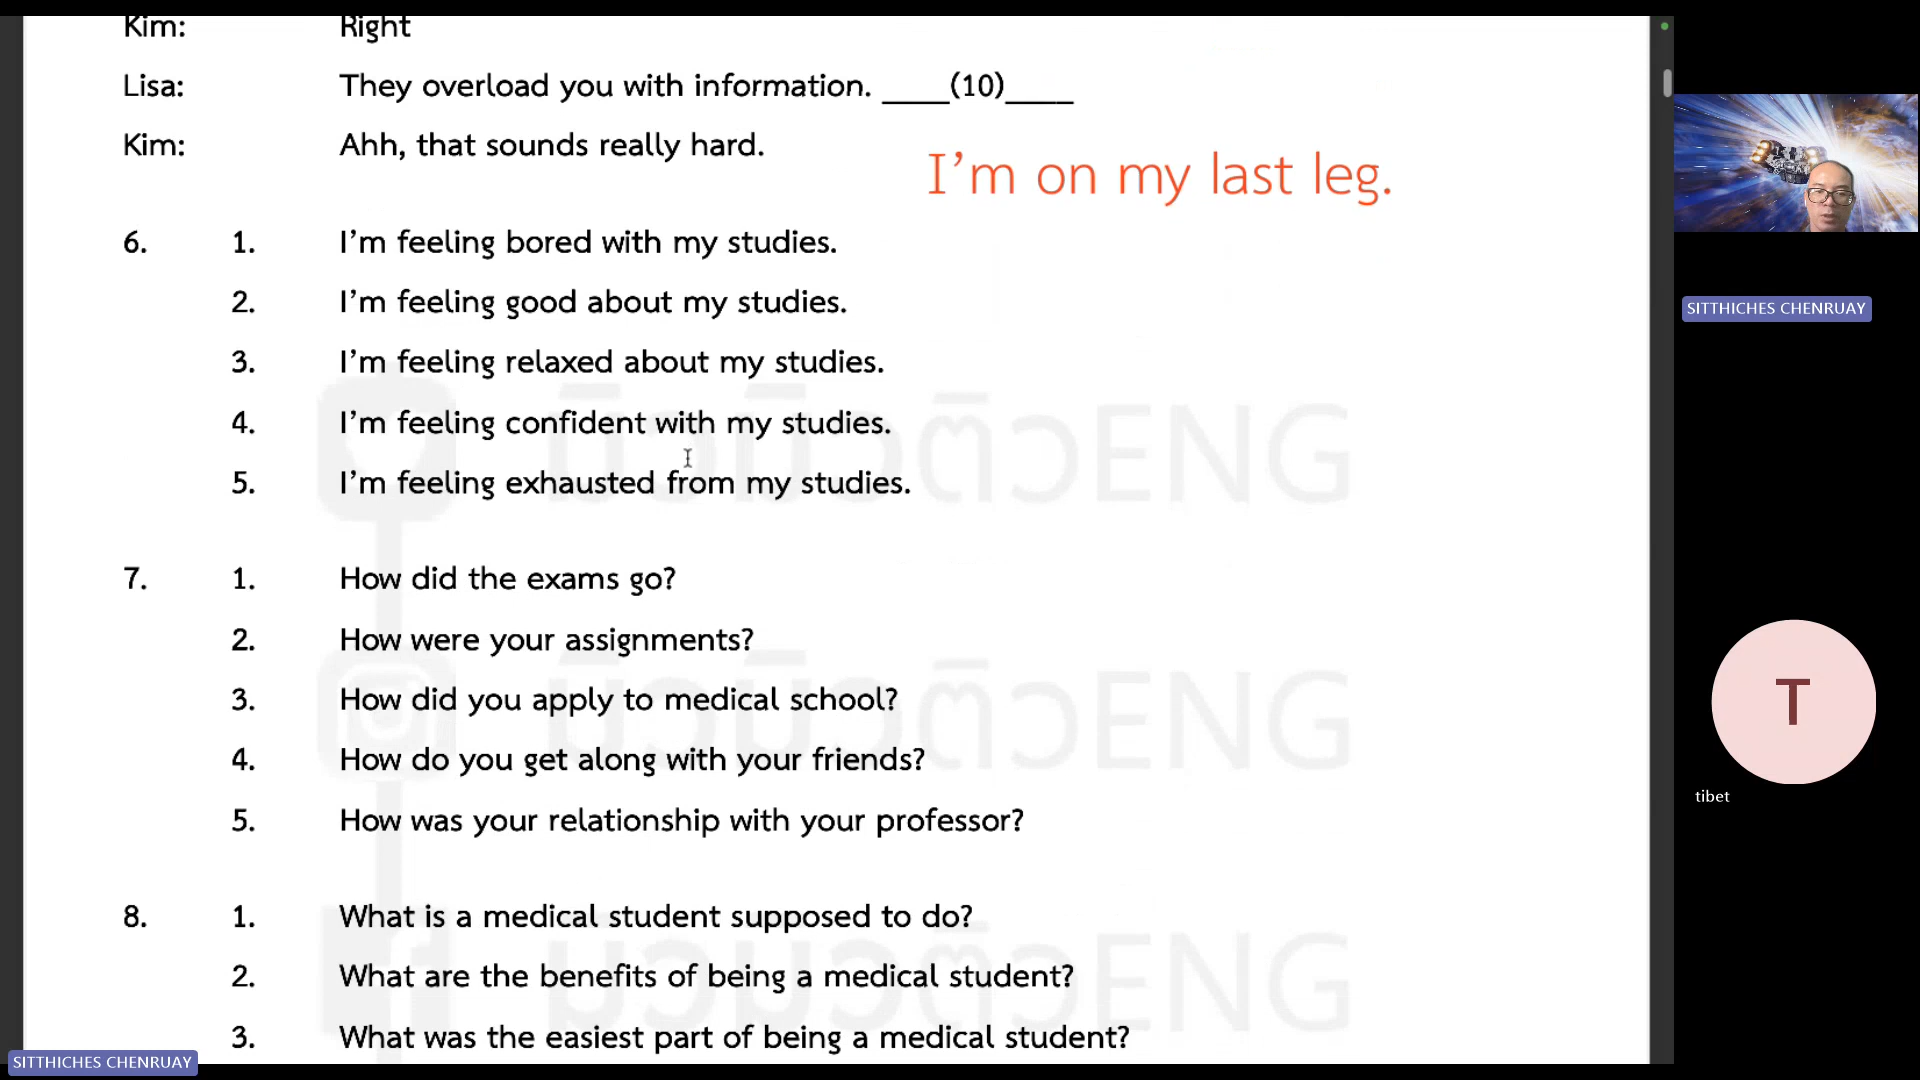 Kim: Right
Lisa: They overload you with information. ____(10)____
Kim: Ahh, that sounds really hard.
I'm on my last leg.
6. 1. I'm feeling bored with my studies.
2. I'm feeling good about my studies.
3. I'm feeling relaxed about my studies.
4. I'm feeling confident with my studies.
5. I'm feeling exhausted from my studies.
7. 1. How did the exams go?
2. How were your assignments?
3. How did you apply to medical school?
4. How do you get along with your friends?
5. How was your relationship with your professor?
8. 1. What is a medical student supposed to do?
2. What are the benefits of being a medical student?
3. What was the easiest part of being a medical student?
SITTHICHES CHENRUAY
T
tibet
SITTHICHES CHENRUAY